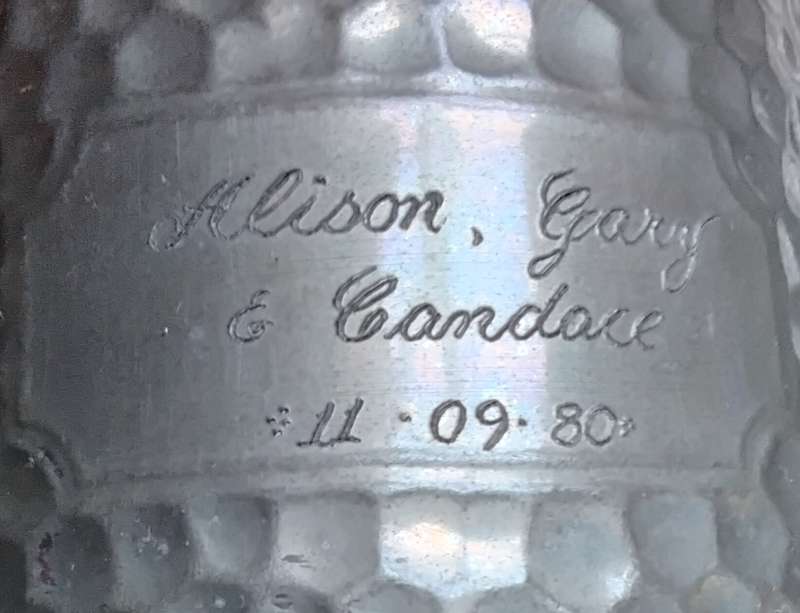 Alison, Gary
& Candace
11 · 09 · 80